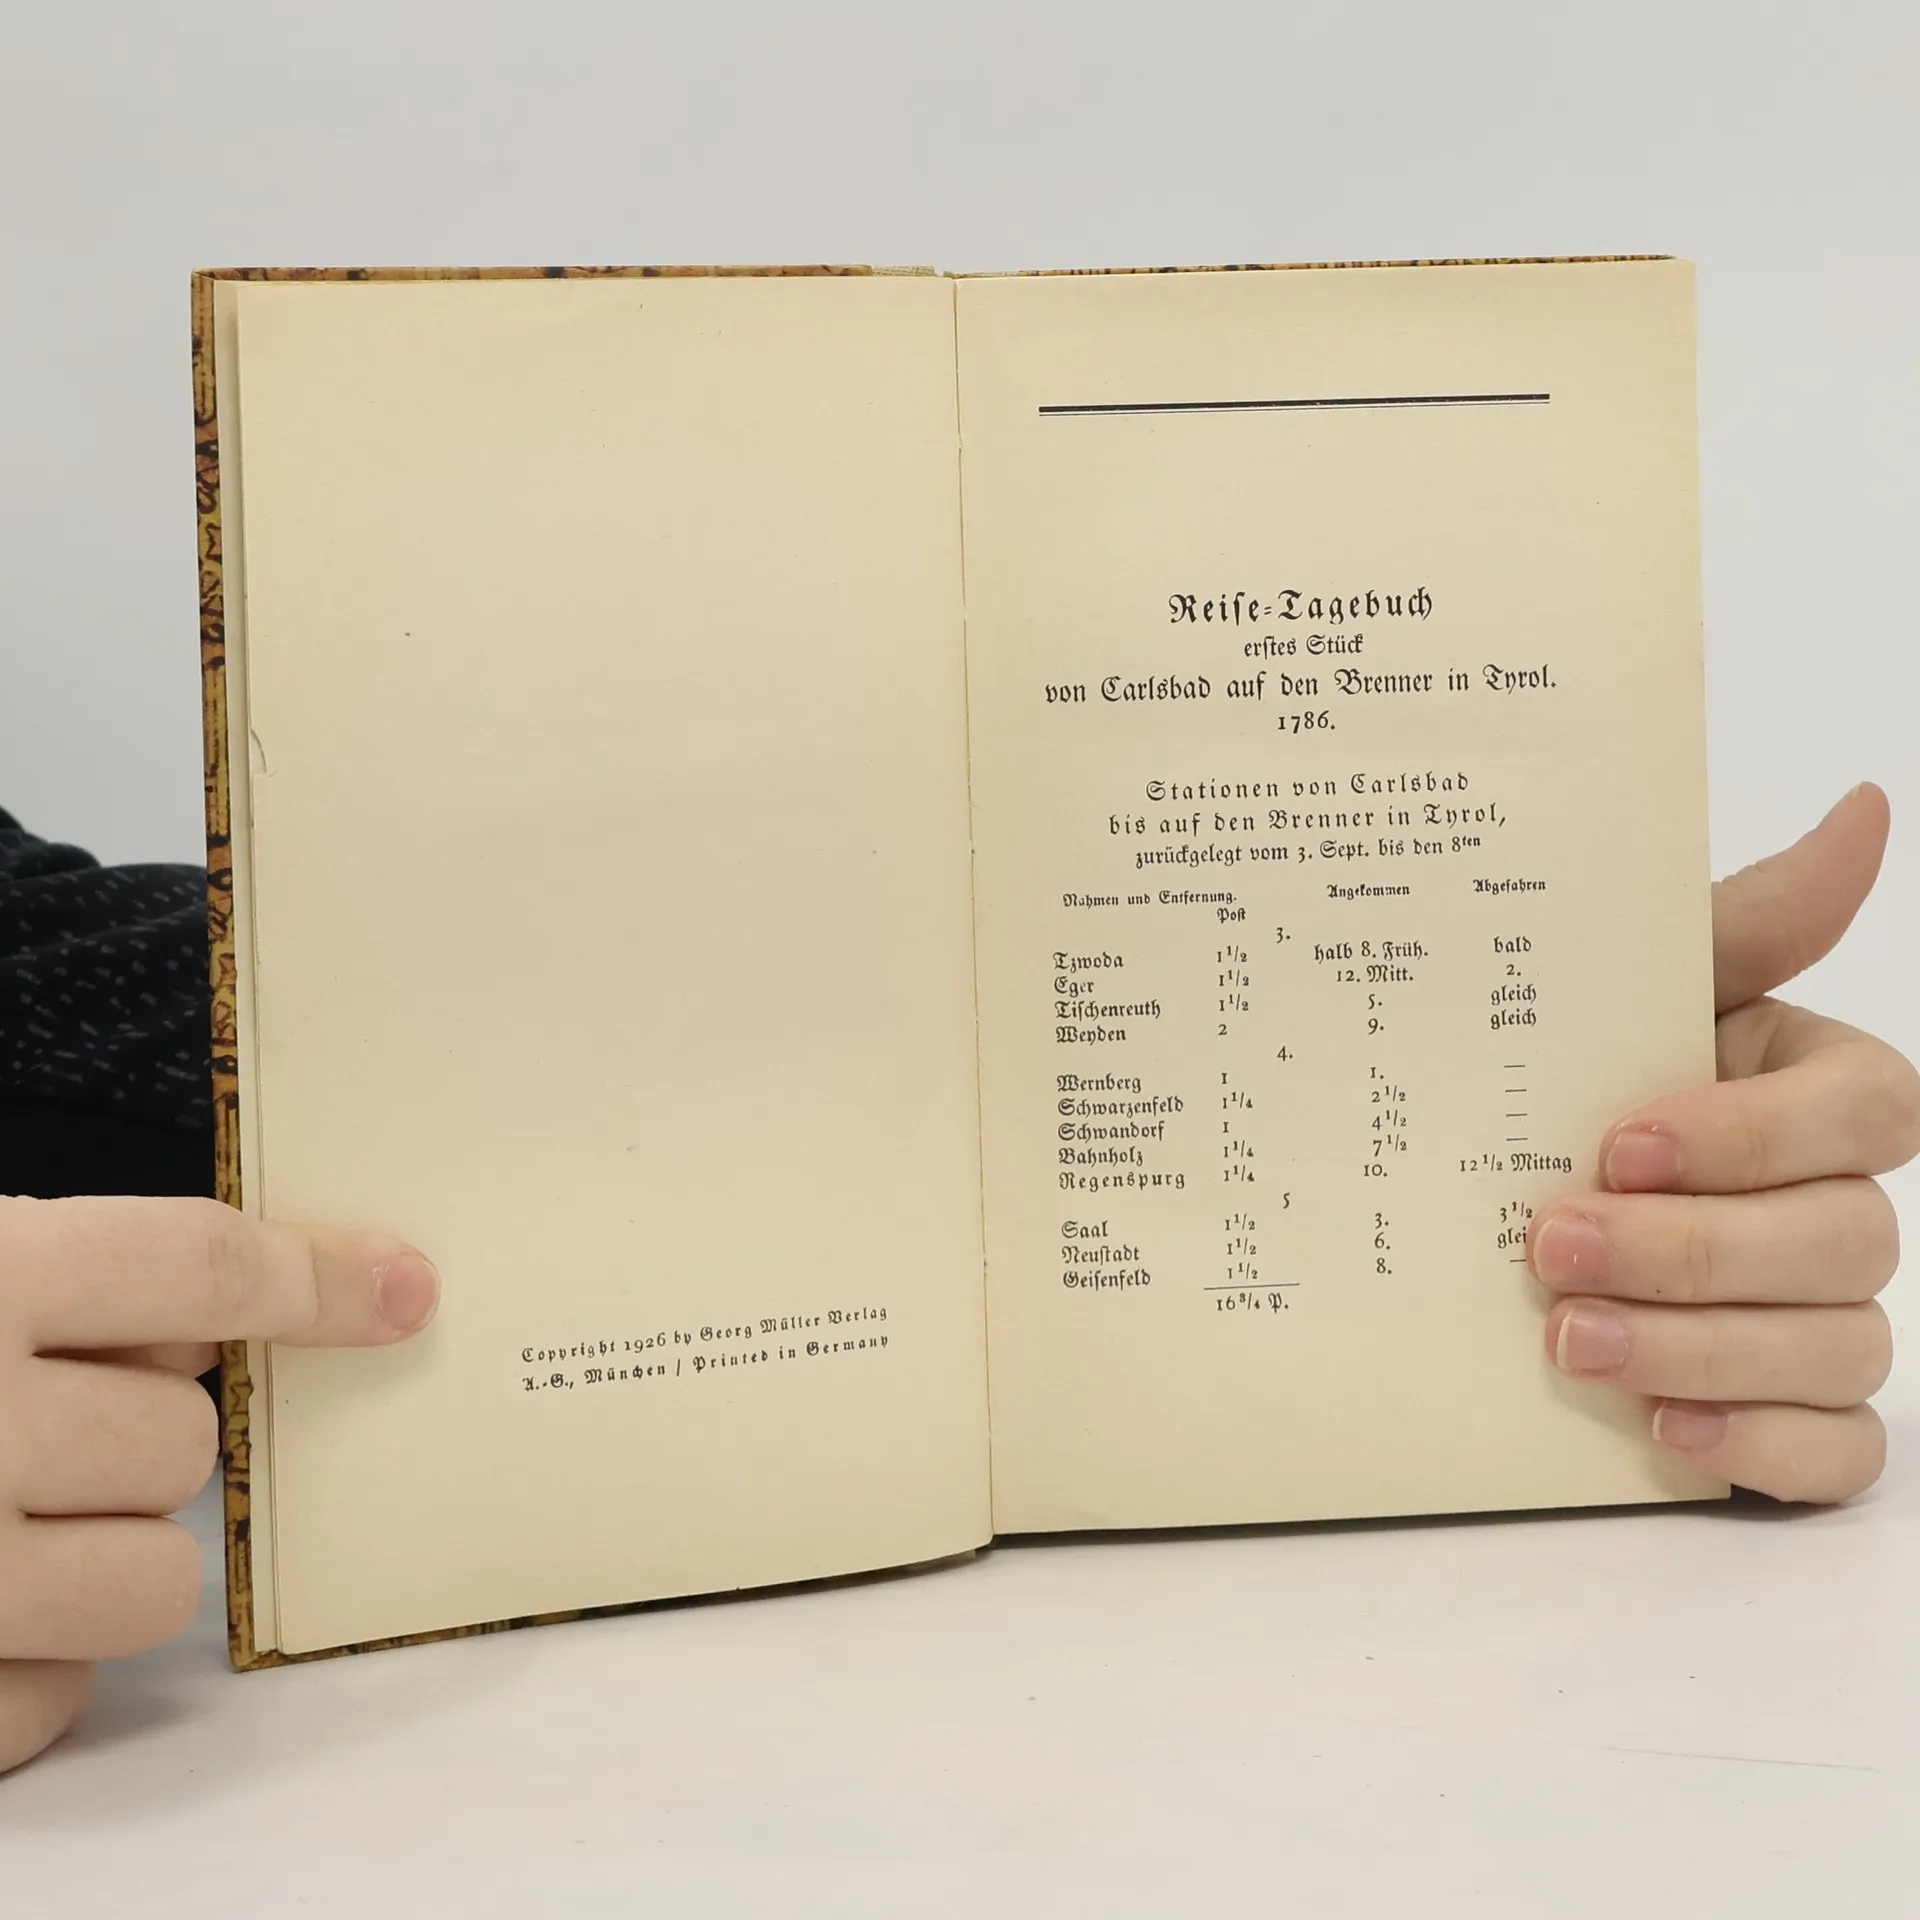 Copyright 1926 by Georg Müller Verlag
A.-G., München / Printed in Germany
Reiſe-Tagebuch
erſtes Stück
von Carlsbad auf den Brenner in Tyrol.
1786.
Stationen von Carlsbad
bis auf den Brenner in Tyrol,
zurückgelegt vom 3. Sept. bis den 8ten
Nahmen und Entfernung. Angekommen Abgefahren
Poſt
3.
Tzwoda 1 1/2 halb 8. Früh. bald
Eger 1 1/2 12. Mitt. 2.
Tiſchenreuth 1 1/2 5. gleich
Weyden 2 9. gleich
4.
Wernberg 1 1. —
Schwarzenfeld 1 1/4 2 1/2 —
Schwandorf 1 4 1/2 —
Bahnholz 1 1/4 7 1/2 —
Regenspurg 1 1/4 10. 12 1/2 Mittag
5
Saal 1 1/2 3. 3 1/2
Neuſtadt 1 1/2 6. glei
Geiſenfeld 1 1/2 8. —
16 3/4 P.